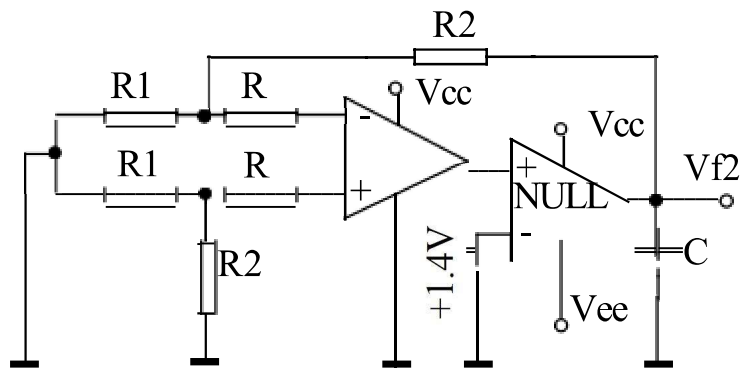 R2
R1
R
Vcc
-
Vcc
R1
R
+
+
NULL
Vf2
R2
+1.4V
-
C
Vee